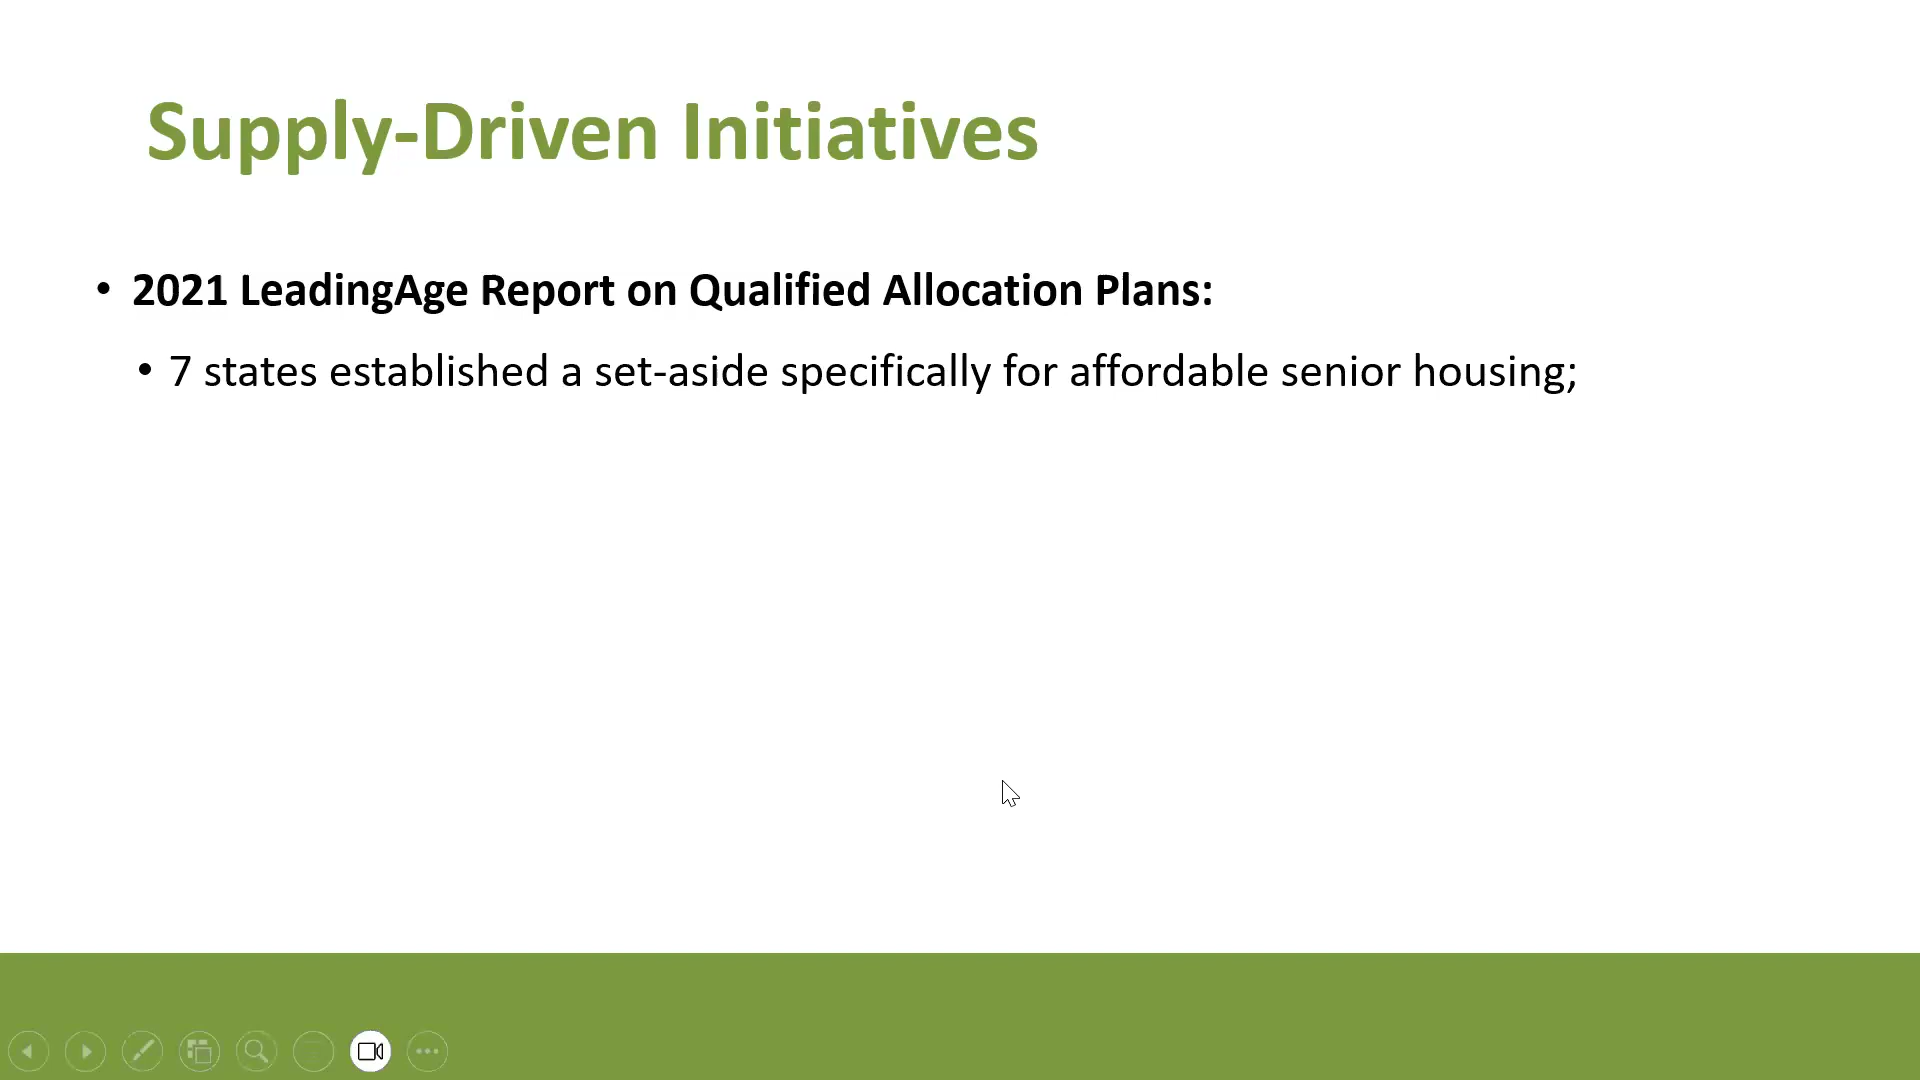 Supply-Driven Initiatives
• 2021 LeadingAge Report on Qualified Allocation Plans:
• 7 states established a set-aside specifically for affordable senior housing;